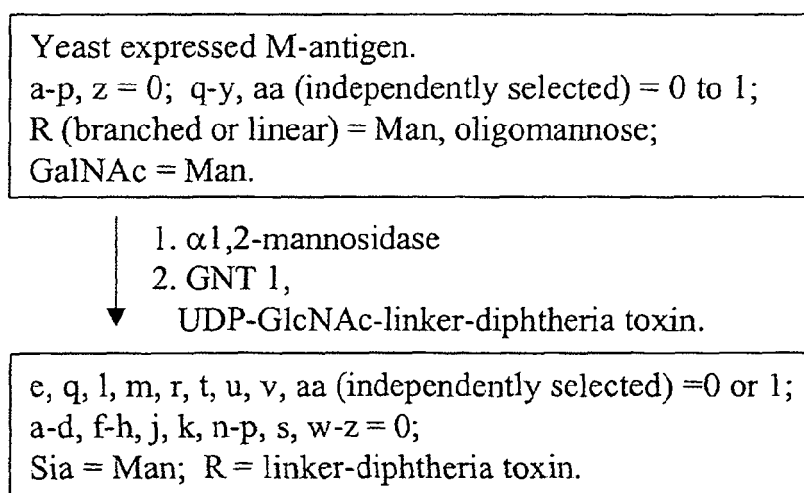 Yeast expressed M-antigen.
a-p, z = 0; q-y, aa (independently selected) = 0 to 1;
R (branched or linear) = Man, oligomannose;
GalNAc = Man.
1. α1,2-mannosidase
2. GNT 1,
UDP-GlcNAc-linker-diphtheria toxin.
e, q, l, m, r, t, u, v, aa (independently selected) =0 or 1;
a-d, f-h, j, k, n-p, s, w-z = 0;
Sia = Man; R = linker-diphtheria toxin.